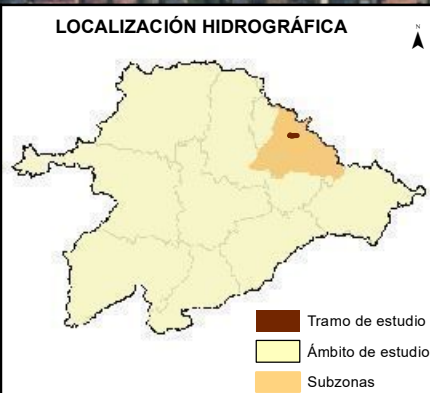 LOCALIZACIÓN HIDROGRÁFICA
N
Tramo de estudio
Ámbito de estudio
Subzonas